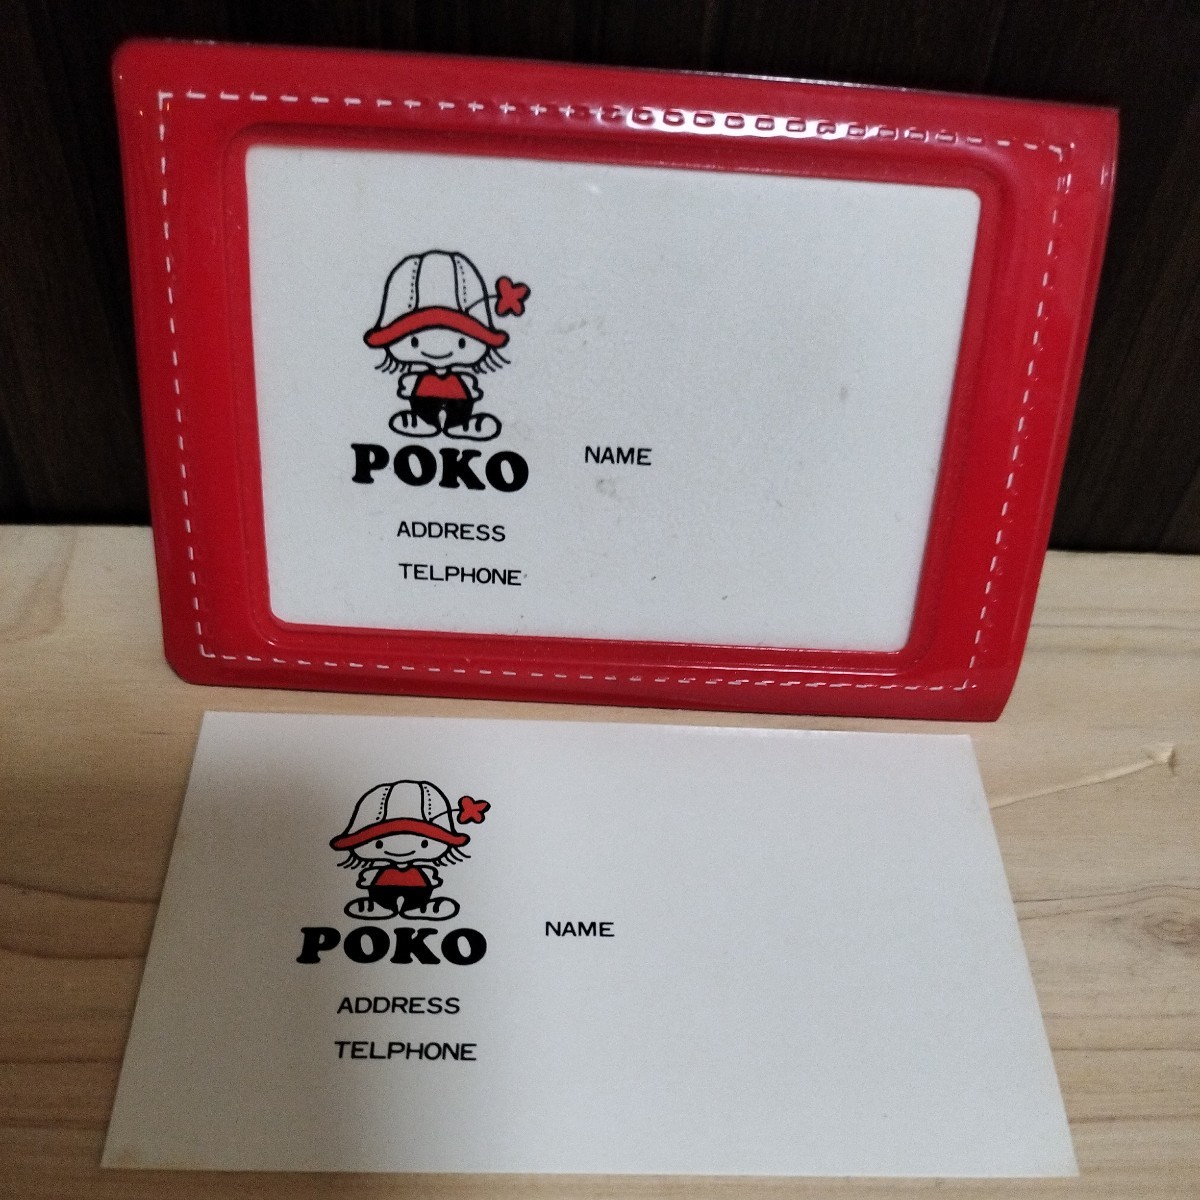 POKO
NAME
ADDRESS
TELPHONE
POKO
NAME
ADDRESS
TELPHONE